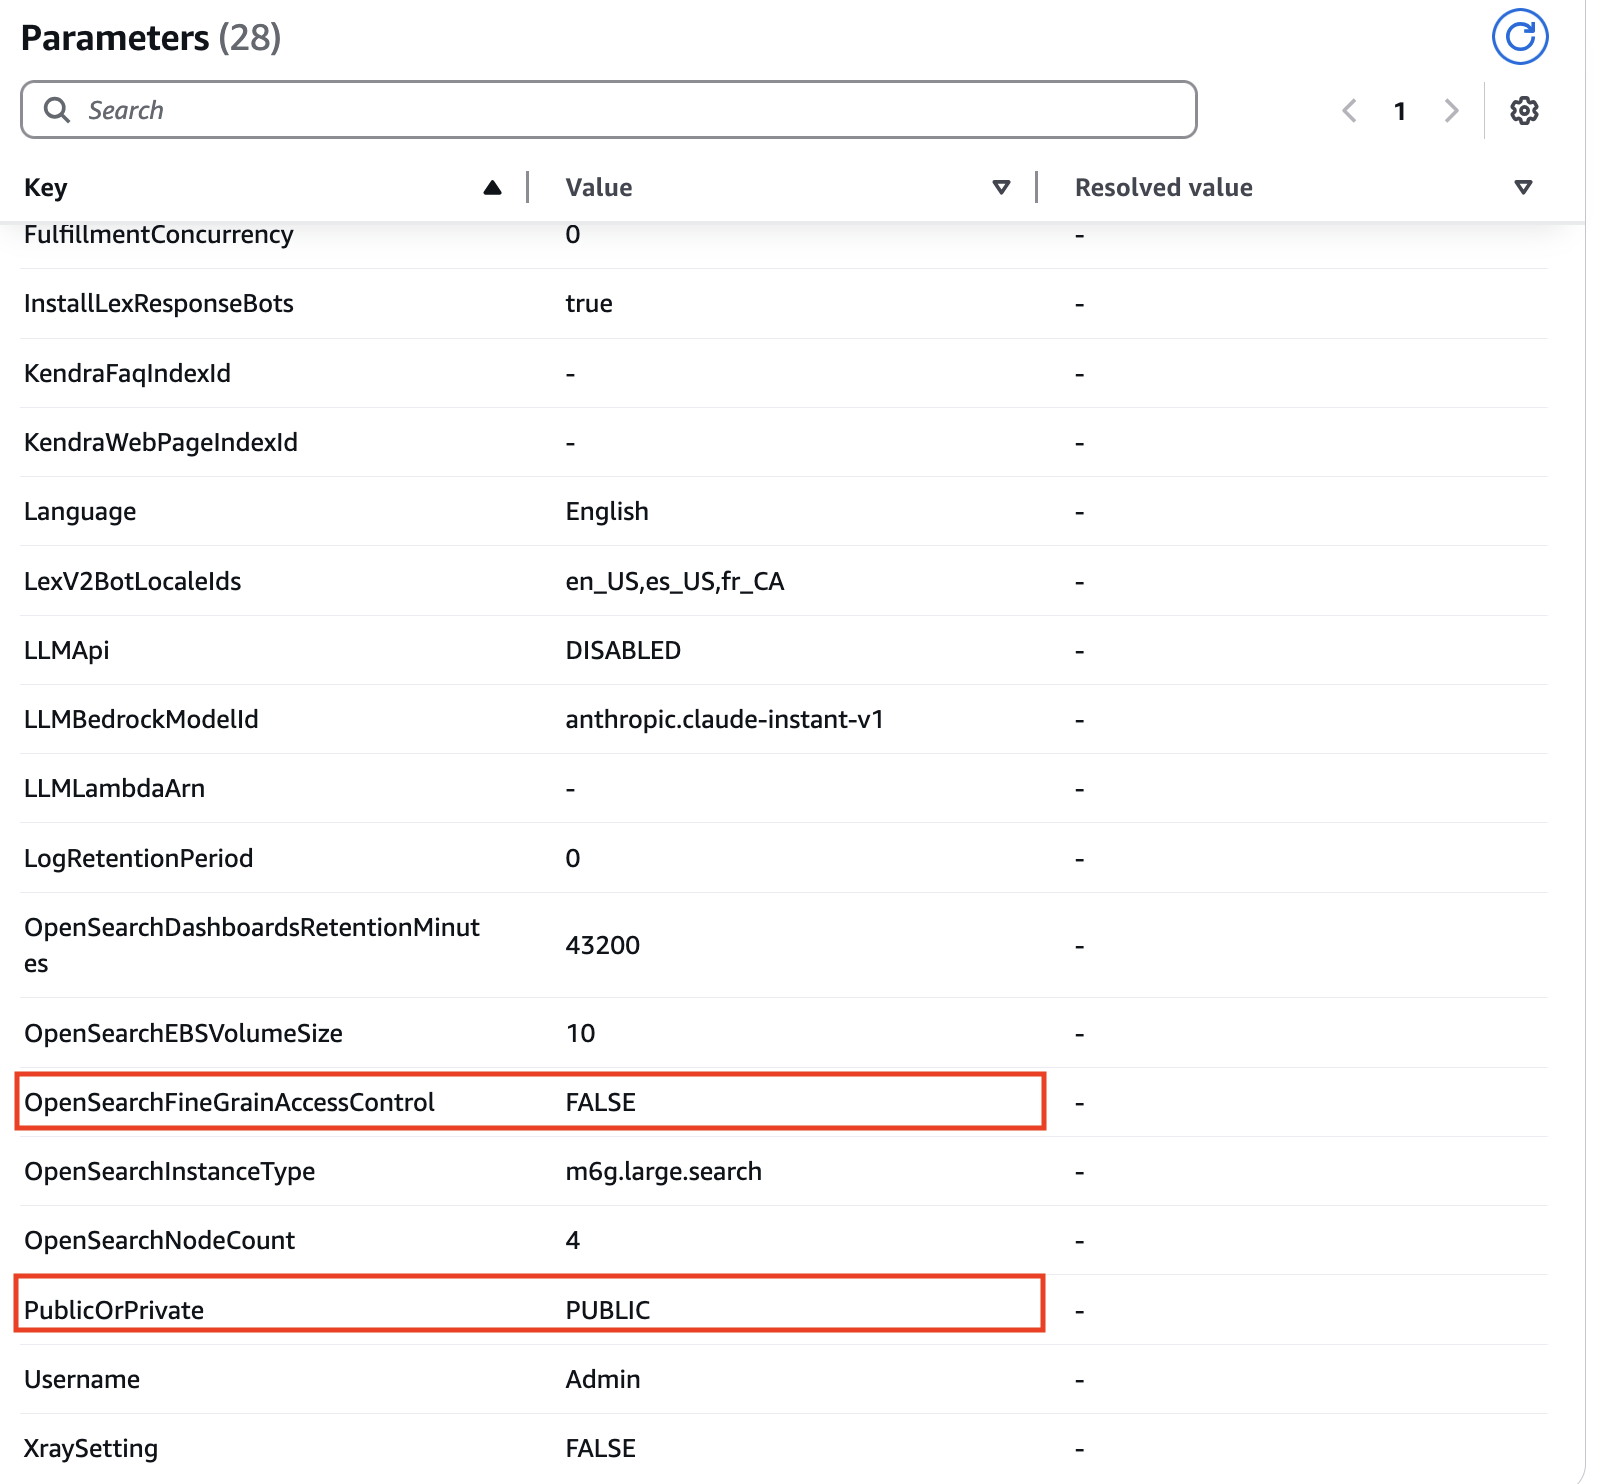 Parameters (28)
Search
1
Key Value Resolved value
FulfillmentConcurrency 0 -
InstallLexResponseBots true -
KendraFaqIndexId - -
KendraWebPageIndexId - -
Language English -
LexV2BotLocaleIds en_US,es_US,fr_CA -
LLMApi DISABLED -
LLMBedrockModelId anthropic.claude-instant-v1 -
LLMLambdaArn - -
LogRetentionPeriod 0 -
OpenSearchDashboardsRetentionMinut
es 43200 -
OpenSearchEBSVolumeSize 10 -
OpenSearchFineGrainAccessControl FALSE -
OpenSearchInstanceType m6g.large.search -
OpenSearchNodeCount 4 -
PublicOrPrivate PUBLIC -
Username Admin -
XraySetting FALSE -